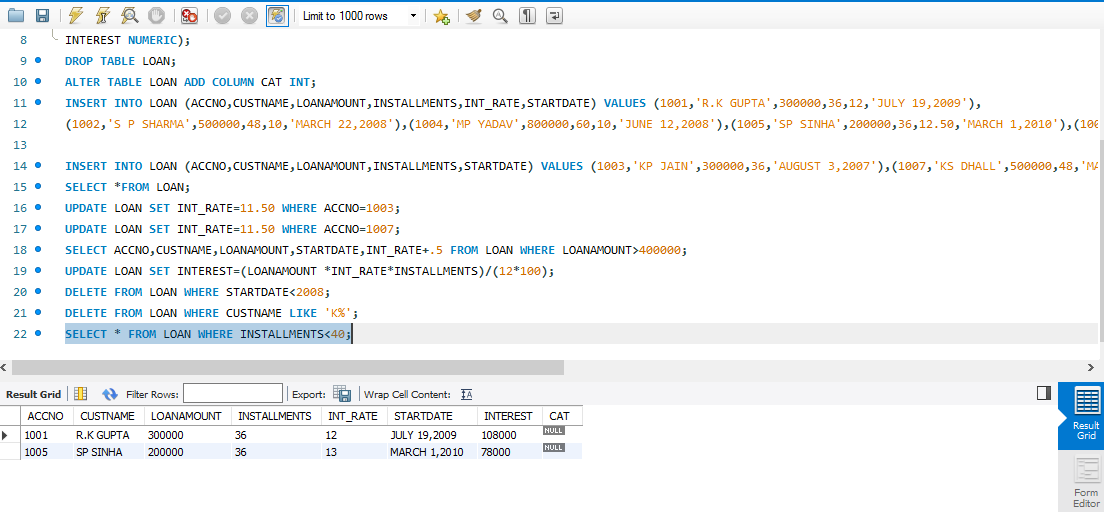 Limit to 1000 rows
8 INTEREST NUMERIC);
9 DROP TABLE LOAN;
10 ALTER TABLE LOAN ADD COLUMN CAT INT;
11 INSERT INTO LOAN (ACCNO,CUSTNAME,LOANAMOUNT,INSTALLMENTS,INT_RATE,STARTDATE) VALUES (1001,'R.K GUPTA',300000,36,12,'JULY 19,2009'),
12 (1002,'S P SHARMA',500000,48,10,'MARCH 22,2008'),(1004,'MP YADAV',800000,60,10,'JUNE 12,2008'),(1005,'SP SINHA',200000,36,12.50,'MARCH 1,2010'),(100
13
14 INSERT INTO LOAN (ACCNO,CUSTNAME,LOANAMOUNT,INSTALLMENTS,STARTDATE) VALUES (1003,'KP JAIN',300000,36,'AUGUST 3,2007'),(1007,'KS DHALL',500000,48,'MA
15 SELECT *FROM LOAN;
16 UPDATE LOAN SET INT_RATE=11.50 WHERE ACCNO=1003;
17 UPDATE LOAN SET INT_RATE=11.50 WHERE ACCNO=1007;
18 SELECT ACCNO,CUSTNAME,LOANAMOUNT,STARTDATE,INT_RATE+.5 FROM LOAN WHERE LOANAMOUNT>400000;
19 UPDATE LOAN SET INTEREST=(LOANAMOUNT *INT_RATE*INSTALLMENTS)/(12*100);
20 DELETE FROM LOAN WHERE STARTDATE<2008;
21 DELETE FROM LOAN WHERE CUSTNAME LIKE 'K%';
22 SELECT * FROM LOAN WHERE INSTALLMENTS<40;
Result Grid Filter Rows: Export: Wrap Cell Content:
ACCNO CUSTNAME LOANAMOUNT INSTALLMENTS INT_RATE STARTDATE INTEREST CAT
1001 R.K GUPTA 300000 36 12 JULY 19,2009 108000 NULL
1005 SP SINHA 200000 36 13 MARCH 1,2010 78000 NULL
Result
Grid
Form
Editor